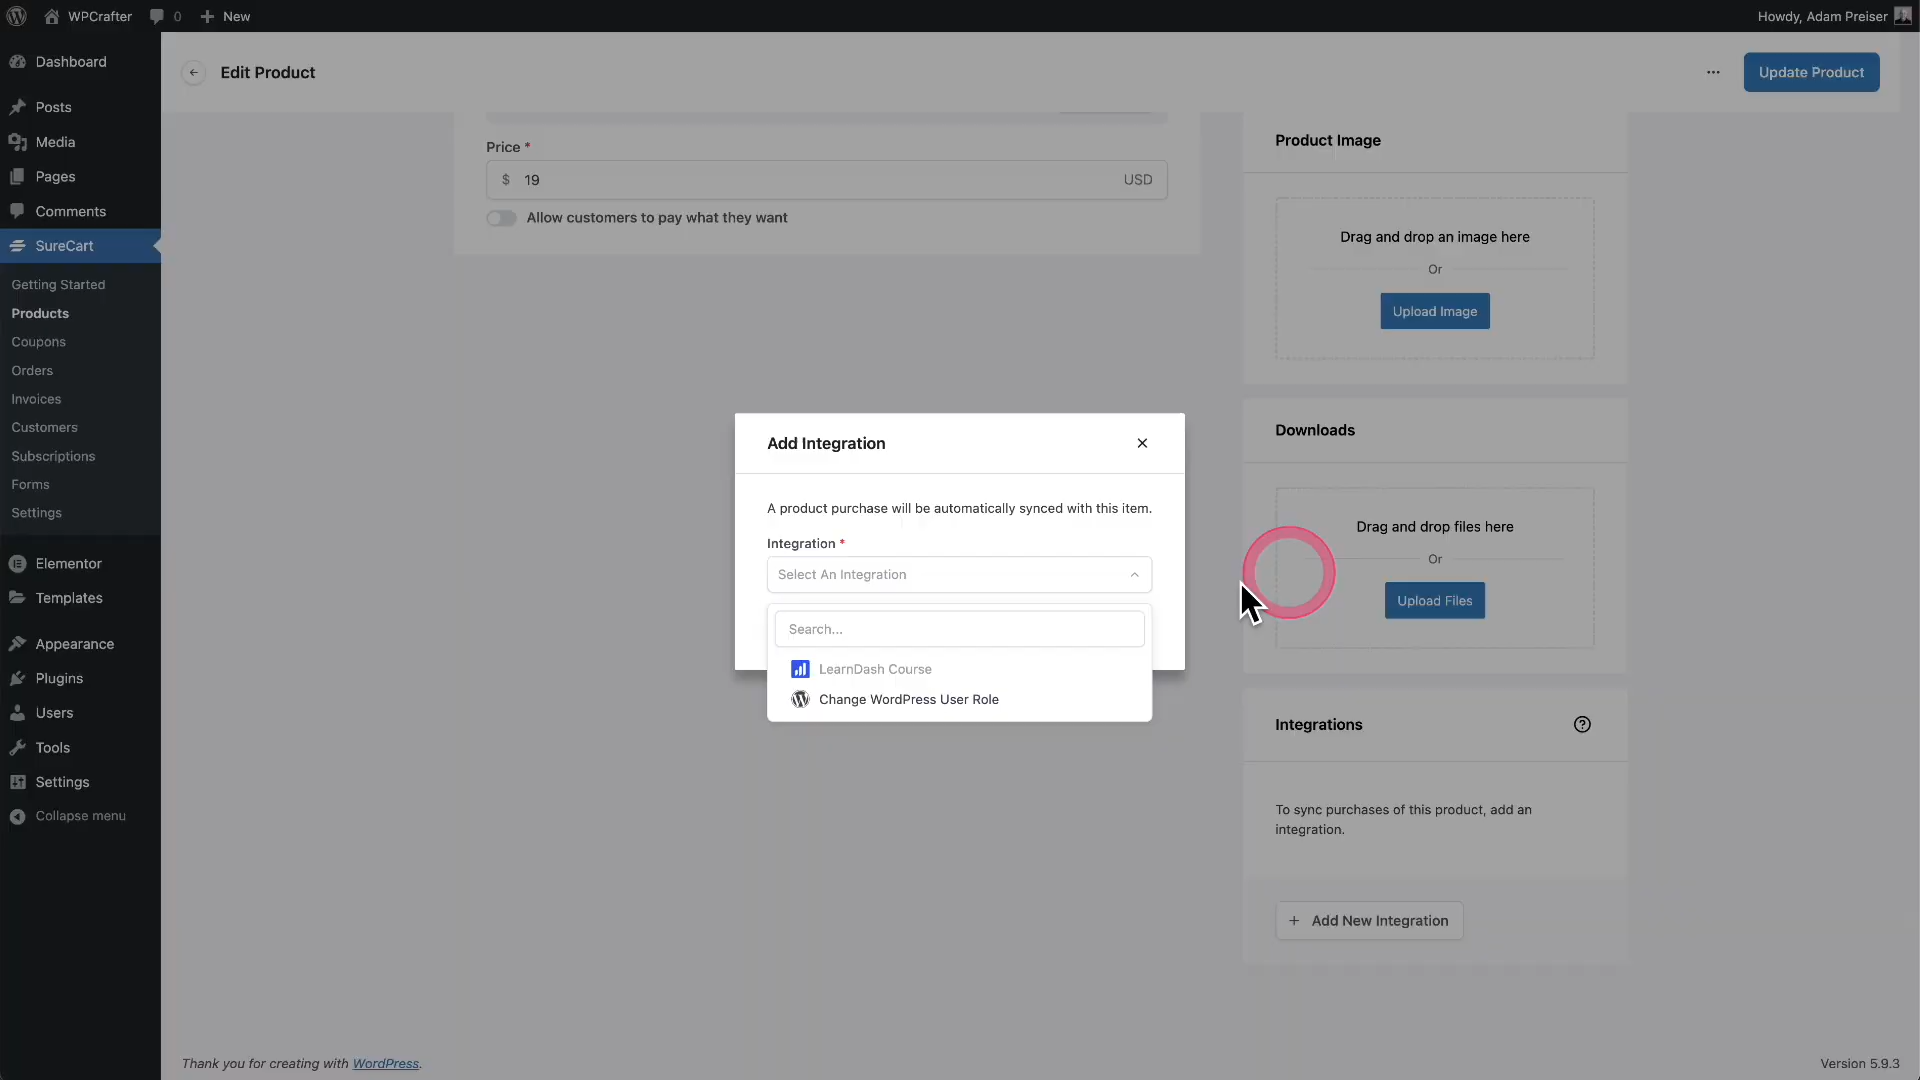 WPCrafter
0
New
Howdy, Adam Preiser
Dashboard
Posts
Media
Pages
Comments
SureCart
Getting Started
Products
Coupons
Orders
Invoices
Customers
Subscriptions
Forms
Settings
Elementor
Templates
Appearance
Plugins
Users
Tools
Settings
Collapse menu
Edit Product
...
Update Product
Price *
$ 19 USD
Allow customers to pay what they want
Add Integration
A product purchase will be automatically synced with this item.
Integration *
Select An Integration
Search...
LearnDash Course
Change WordPress User Role
Product Image
Drag and drop an image here
Or
Upload Image
Downloads
Drag and drop files here
Or
Upload Files
Integrations
To sync purchases of this product, add an
integration.
+ Add New Integration
Thank you for creating with WordPress.
Version 5.9.3